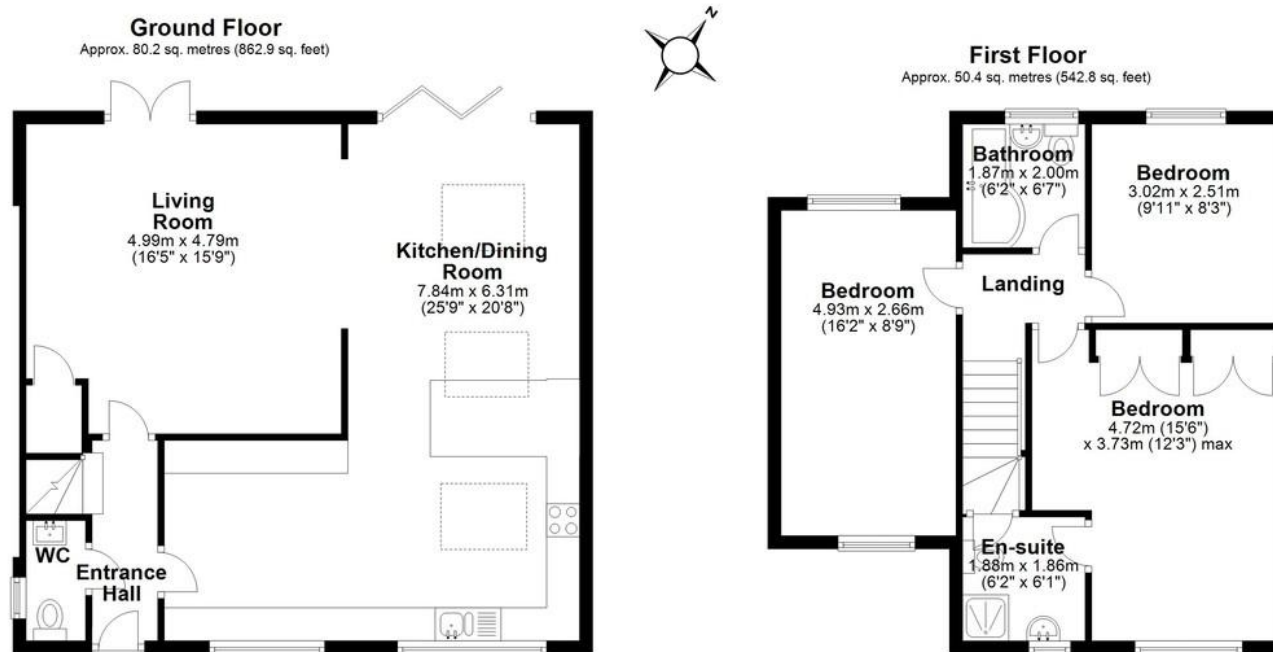 Ground Floor
Approx. 80.2 sq. metres (862.9 sq. feet)
Living
Room
4.99m x 4.79m
(16'5" x 15'9")
Kitchen/Dining
Room
7.84m x 6.31m
(25'9" x 20'8")
WC
Entrance
Hall
N
First Floor
Approx. 50.4 sq. metres (542.8 sq. feet)
Bathroom
1.87m x 2.00m
(6'2" x 6'7")
Bedroom
3.02m x 2.51m
(9'11" x 8'3")
Bedroom
4.93m x 2.66m
(16'2" x 8'9")
Landing
Bedroom
4.72m (15'6")
x 3.73m (12'3") max
En-suite
1.88m x 1.86m
(6'2" x 6'1")